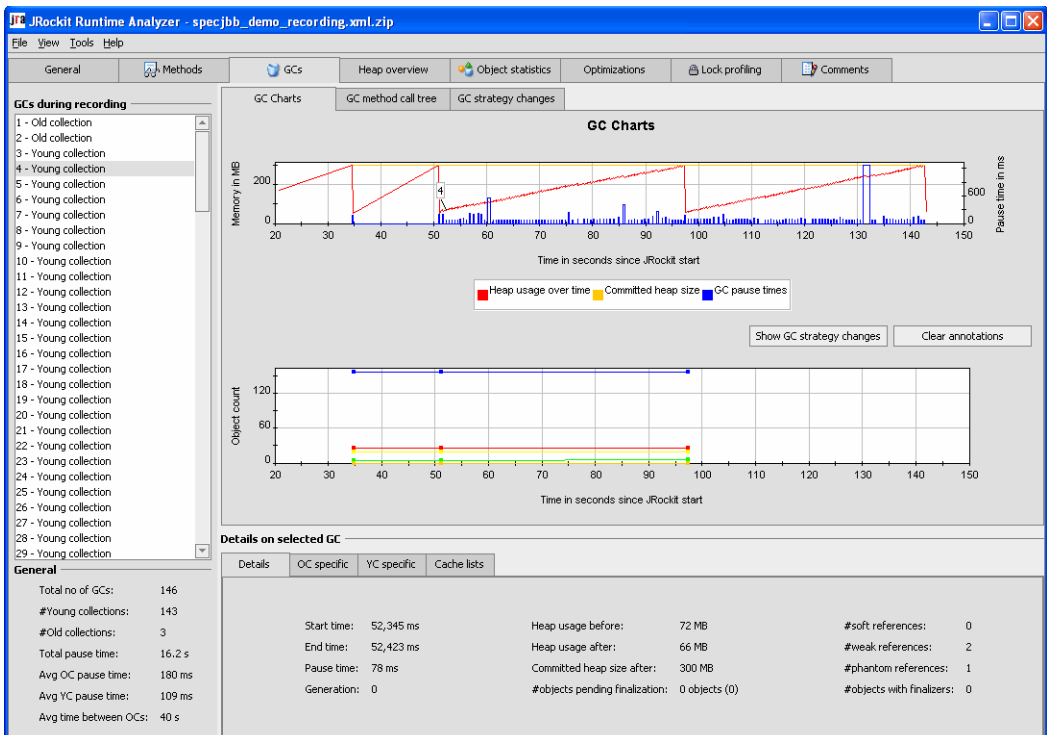 jra JRockit Runtime Analyzer - specjbb_demo_recording.xml.zip
File View Tools Help
General Methods GCs Heap overview Object statistics Optimizations Lock profiling Comments
GCs during recording
1 - Old collection
2 - Old collection
3 - Young collection
4 - Young collection
5 - Young collection
6 - Young collection
7 - Young collection
8 - Young collection
9 - Young collection
10 - Young collection
11 - Young collection
12 - Young collection
13 - Young collection
14 - Young collection
15 - Young collection
16 - Young collection
17 - Young collection
18 - Young collection
19 - Young collection
20 - Young collection
21 - Young collection
22 - Young collection
23 - Young collection
24 - Young collection
25 - Young collection
26 - Young collection
27 - Young collection
28 - Young collection
29 - Young collection
General
Total no of GCs: 146
#Young collections: 143
#Old collections: 3
Total pause time: 16.2 s
Avg OC pause time: 180 ms
Avg YC pause time: 109 ms
Avg time between OCs: 40 s
GC Charts GC method call tree GC strategy changes
GC Charts
Memory in MB
200
0
4
600
0
Pause time in ms
20 30 40 50 60 70 80 90 100 110 120 130 140 150
Time in seconds since JRockit start
Heap usage over time Committed heap size GC pause times
Show GC strategy changes Clear annotations
Object count
120
60
0
20 30 40 50 60 70 80 90 100 110 120 130 140 150
Time in seconds since JRockit start
Details on selected GC
Details OC specific YC specific Cache lists
Start time: 52,345 ms Heap usage before: 72 MB #soft references: 0
End time: 52,423 ms Heap usage after: 66 MB #weak references: 2
Pause time: 78 ms Committed heap size after: 300 MB #phantom references: 1
Generation: 0 #objects pending finalization: 0 objects (0) #objects with finalizers: 0